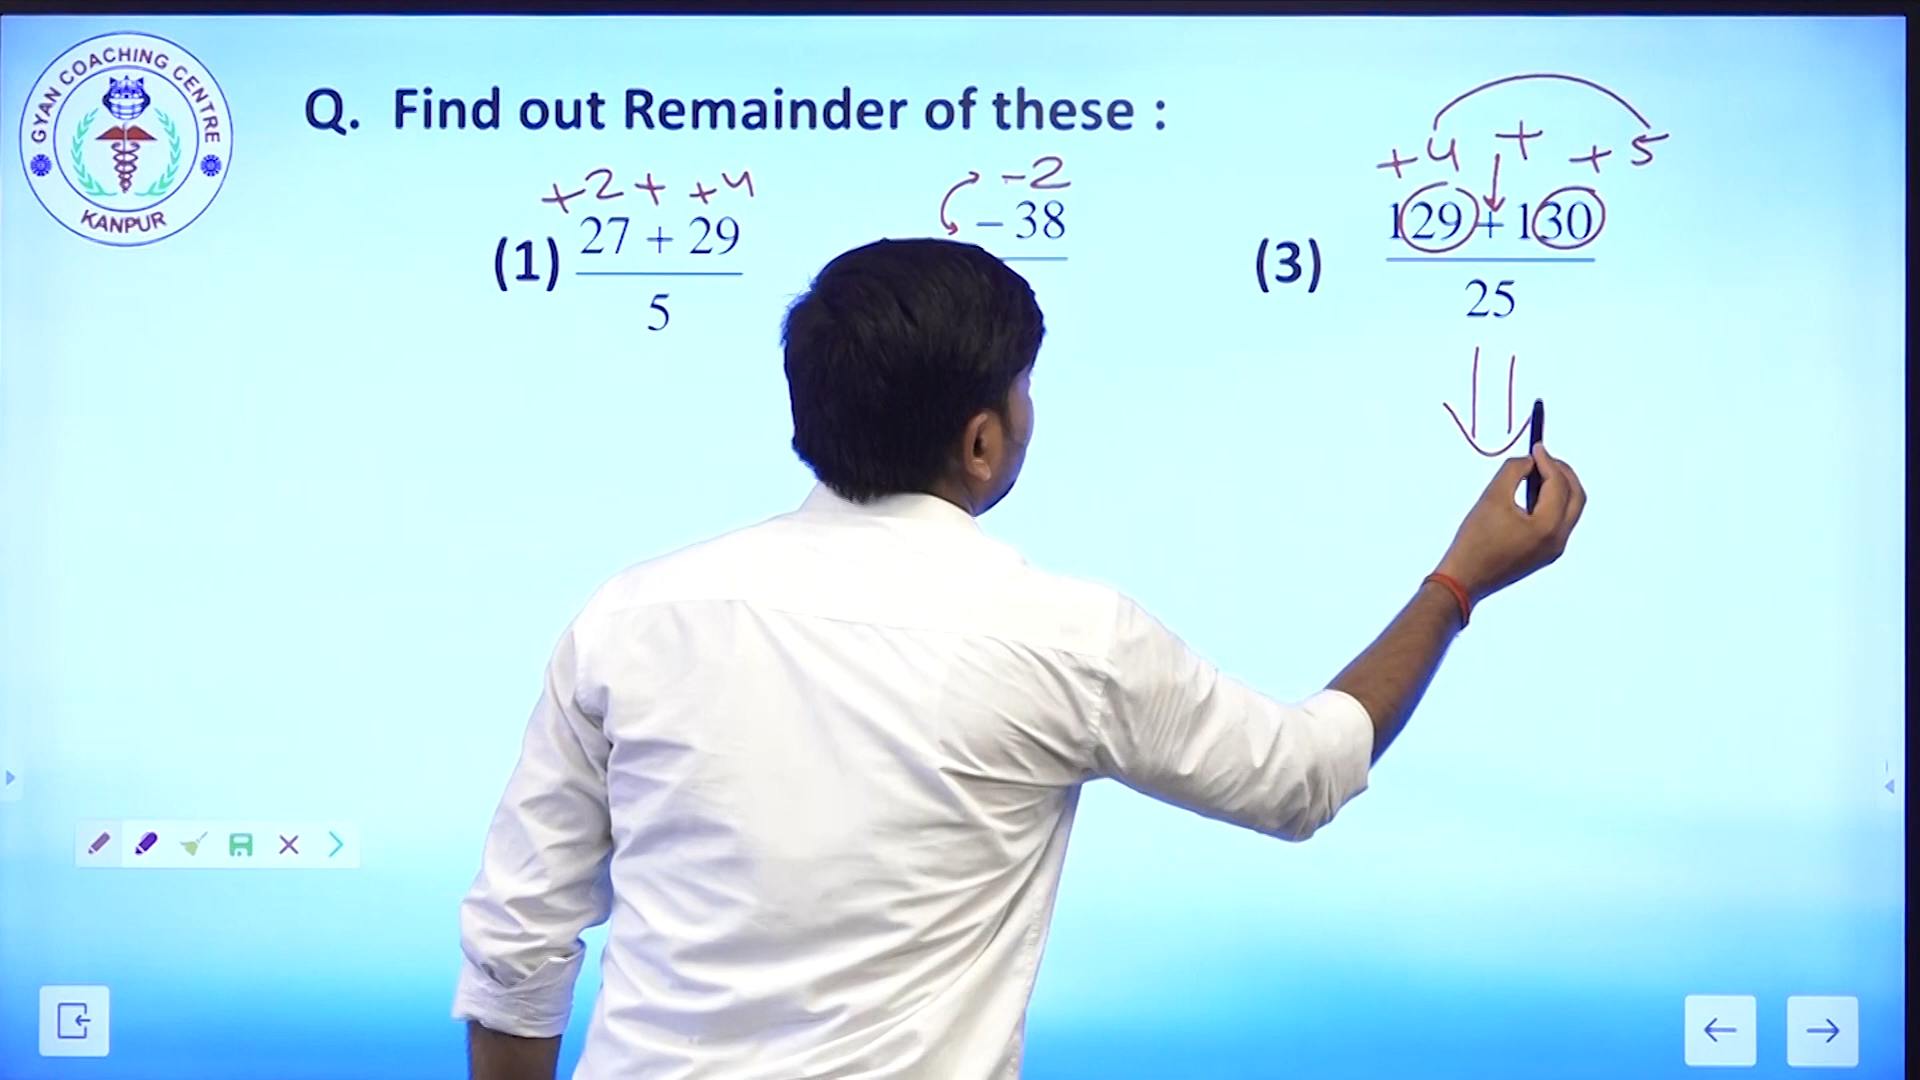 GYAN COACHING CENTRE
KANPUR
Q. Find out Remainder of these :
+2 + +4
(1) 27 + 29
5
-2
– 38
+4 + +5
(3) 129 + 130
25